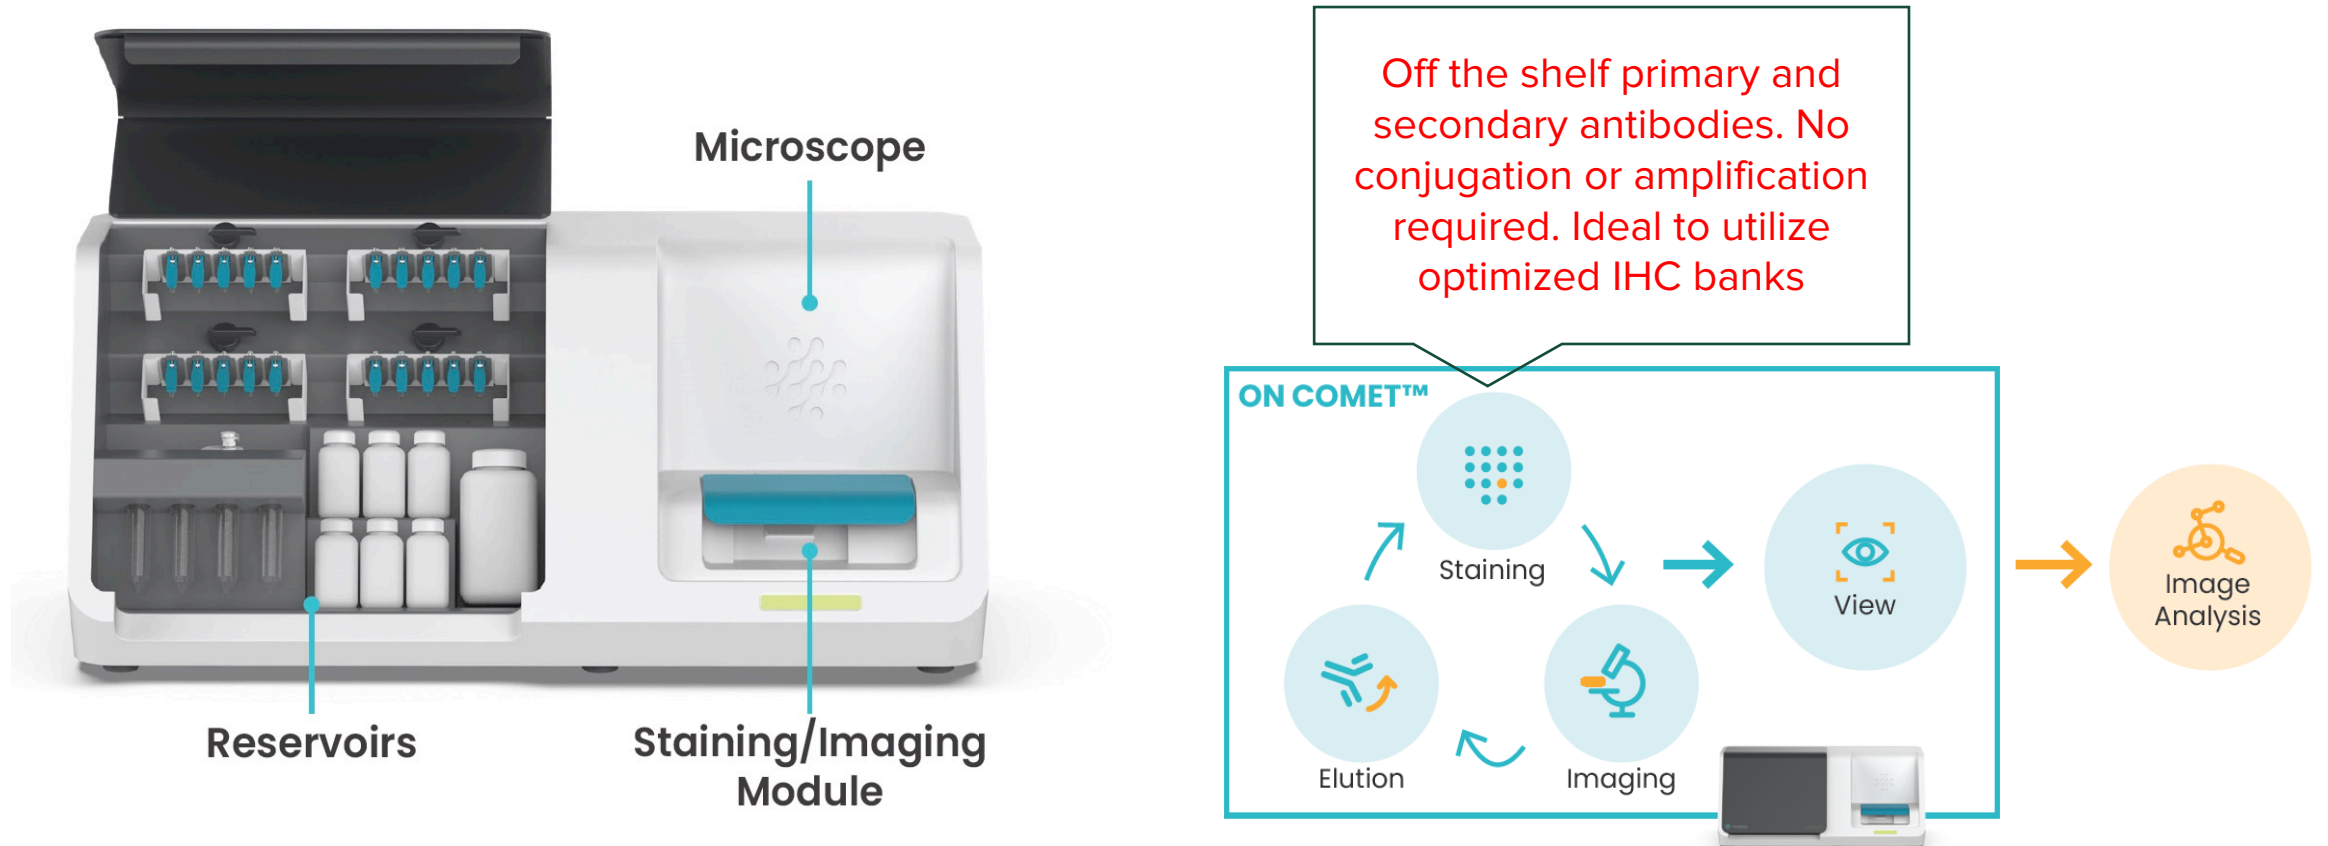 Microscope
Reservoirs
Staining/Imaging
Module
Off the shelf primary and
secondary antibodies. No
conjugation or amplification
required. Ideal to utilize
optimized IHC banks
ON COMET™
Staining
Imaging
Elution
View
Image
Analysis